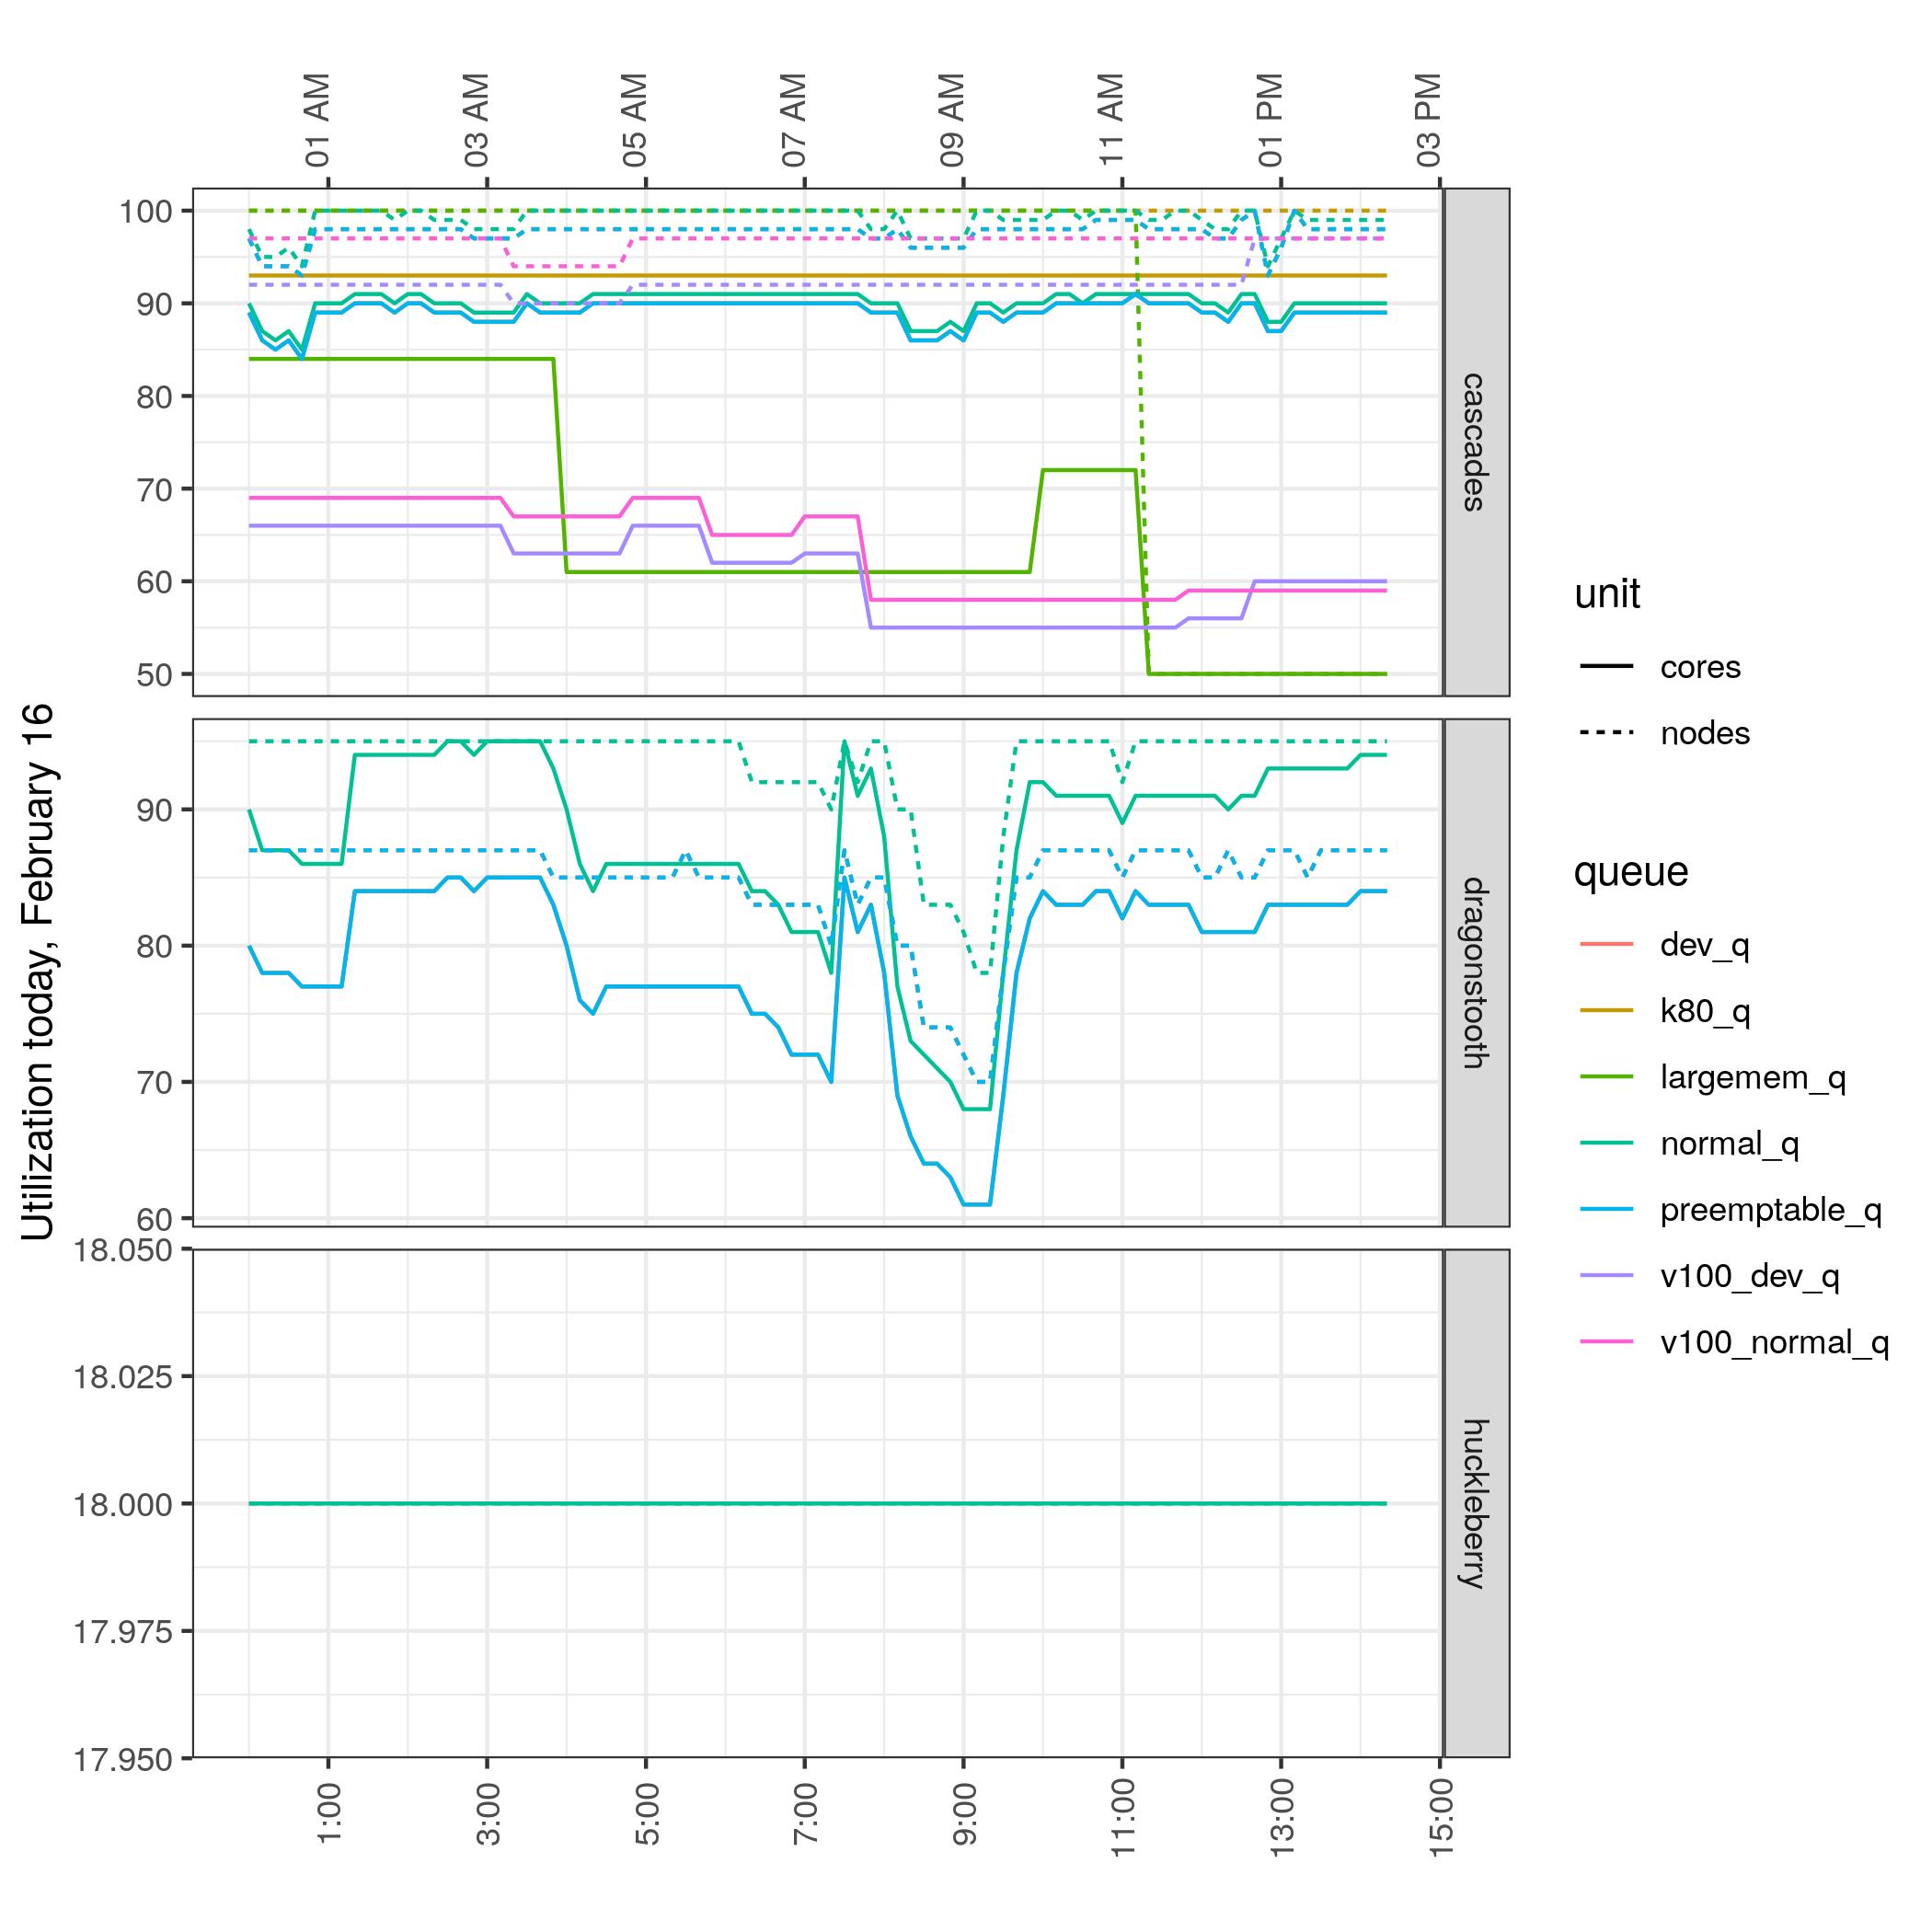 01 AM
03 AM
05 AM
07 AM
09 AM
11 AM
01 PM
03 PM
Utilization today, February 16
100
90
80
70
60
50
cascades
90
80
70
60
dragonstooth
18.050
18.025
18.000
17.975
17.950
huckleberry
1:00
3:00
5:00
7:00
9:00
11:00
13:00
15:00
unit
cores
nodes
queue
dev_q
k80_q
largemem_q
normal_q
preemptable_q
v100_dev_q
v100_normal_q